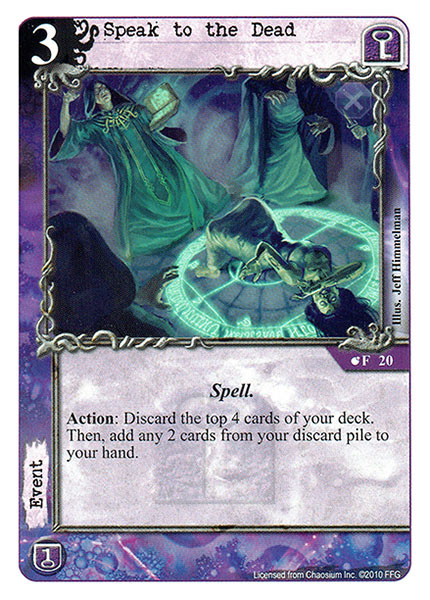 3
Speak to the Dead
Illus. Jeff Himmelman
F 20
Spell.
Action: Discard the top 4 cards of your deck.
Then, add any 2 cards from your discard pile to
your hand.
Event
1
Licensed from Chaosium Inc. ©2010 FFG